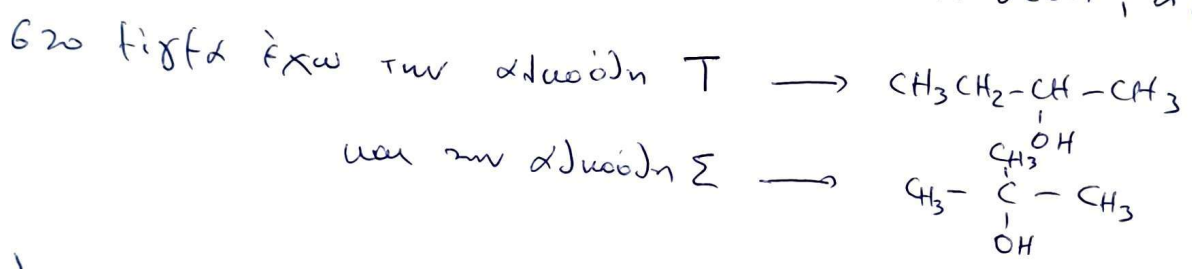 στο μίγμα έχω την αλκοόλη Τ → CH3CH2-CH-CH3
OH
και την αλκοόλη Σ → CH3-C-CH3
CH3
OH